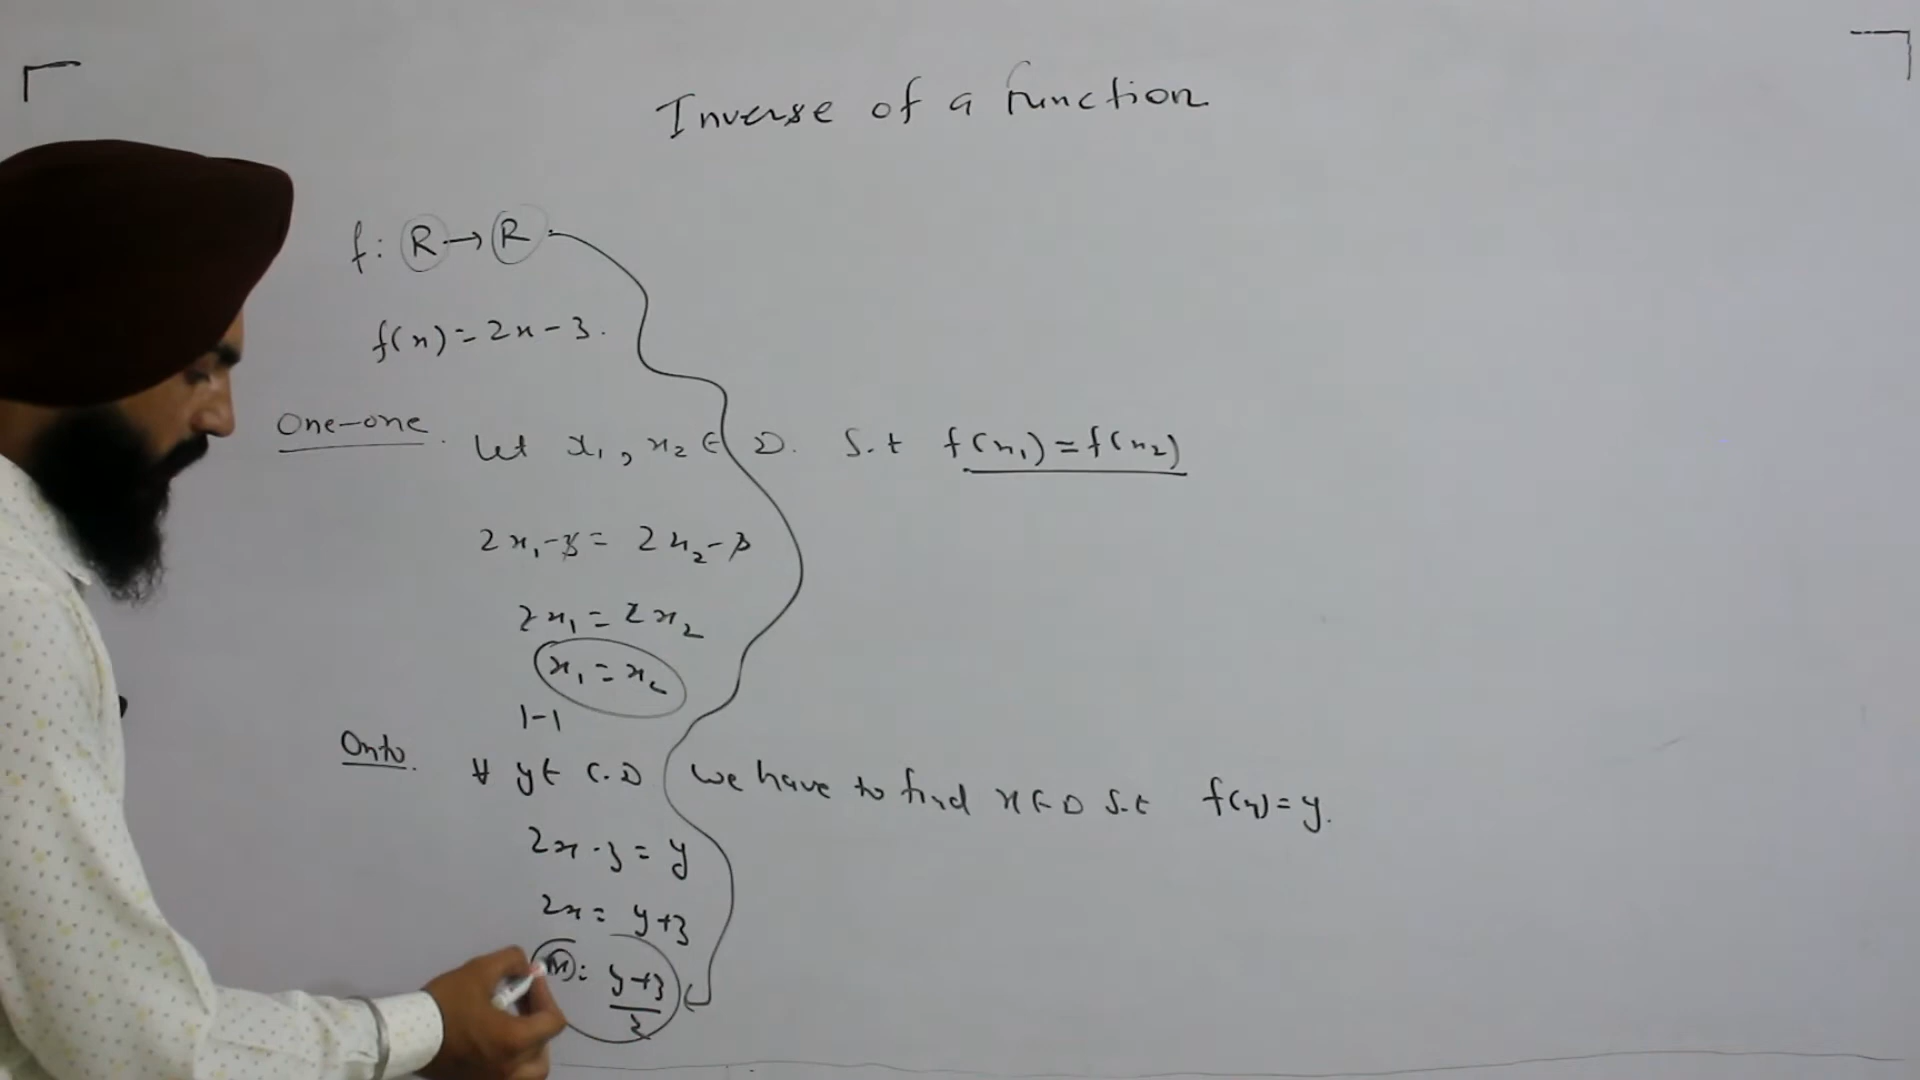 Inverse of a function
f: R → R
f(x) = 2x - 3.
One-one. Let x₁, x₂ ∈ D. S.t f(x₁) = f(x₂)
2x₁ - 3 = 2x₂ - 3
2x₁ = 2x₂
x₁ = x₂
1-1
Onto. ∀ y ∈ C.D we have to find x ∈ D S.t f(x) = y.
2x - 3 = y
2x = y+3
x = (y+3)/2